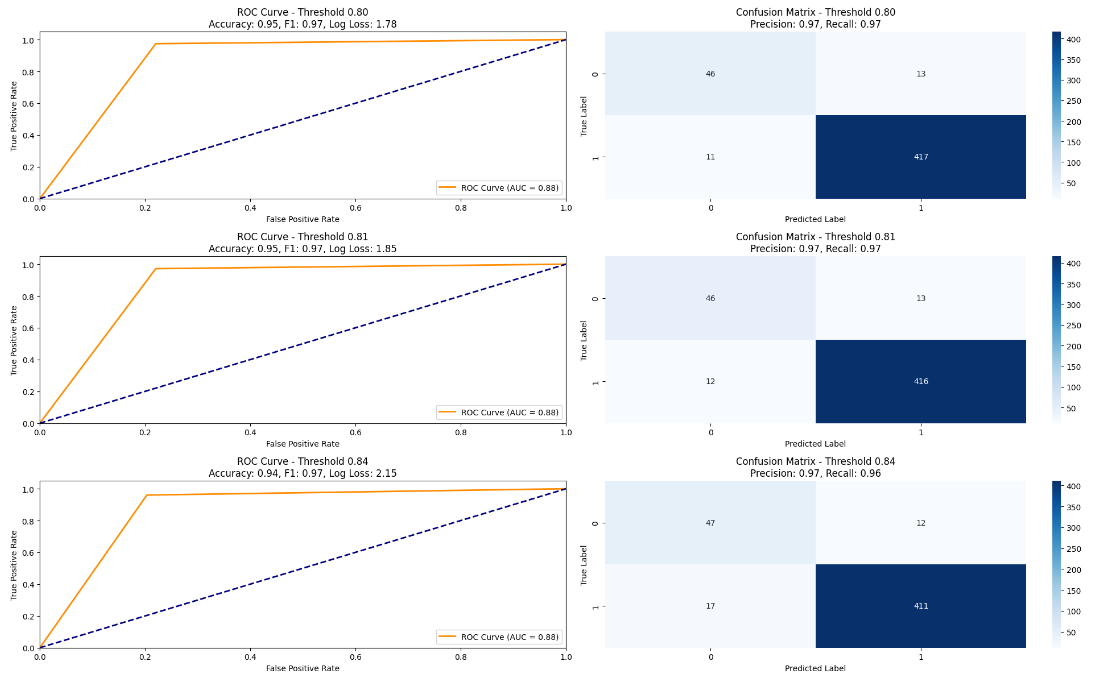 ROC Curve - Threshold 0.80
Accuracy: 0.95, F1: 0.97, Log Loss: 1.78
True Positive Rate
1.0
0.8
0.6
0.4
0.2
0.0
ROC Curve (AUC = 0.88)
0.0 0.2 0.4 0.6 0.8 1.0
False Positive Rate
Confusion Matrix - Threshold 0.80
Precision: 0.97, Recall: 0.97
True Label
0 46 13
1 11 417
0 1
Predicted Label
400
350
300
250
200
150
100
50
ROC Curve - Threshold 0.81
Accuracy: 0.95, F1: 0.97, Log Loss: 1.85
True Positive Rate
1.0
0.8
0.6
0.4
0.2
0.0
ROC Curve (AUC = 0.88)
0.0 0.2 0.4 0.6 0.8 1.0
False Positive Rate
Confusion Matrix - Threshold 0.81
Precision: 0.97, Recall: 0.97
True Label
0 46 13
1 12 416
0 1
Predicted Label
400
350
300
250
200
150
100
50
ROC Curve - Threshold 0.84
Accuracy: 0.94, F1: 0.97, Log Loss: 2.15
True Positive Rate
1.0
0.8
0.6
0.4
0.2
0.0
ROC Curve (AUC = 0.88)
0.0 0.2 0.4 0.6 0.8 1.0
False Positive Rate
Confusion Matrix - Threshold 0.84
Precision: 0.97, Recall: 0.96
True Label
0 47 12
1 17 411
0 1
Predicted Label
400
350
300
250
200
150
100
50